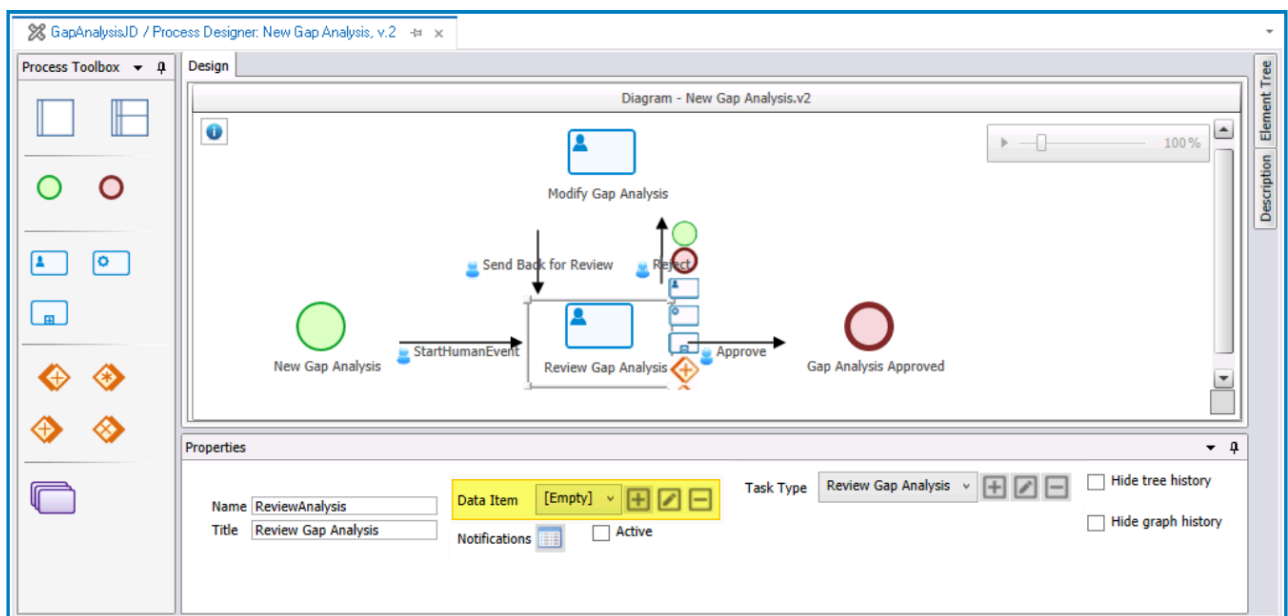 GapAnalysisJD / Process Designer: New Gap Analysis, v.2
Process Toolbox
Design
Element Tree
Description
Diagram - New Gap Analysis.v2
100%
Modify Gap Analysis
Send Back for Review
Reject
New Gap Analysis
StartHumanEvent
Review Gap Analysis
Approve
Gap Analysis Approved
Properties
Name ReviewAnalysis
Title Review Gap Analysis
Data Item [Empty]
Notifications Active
Task Type Review Gap Analysis
Hide tree history
Hide graph history